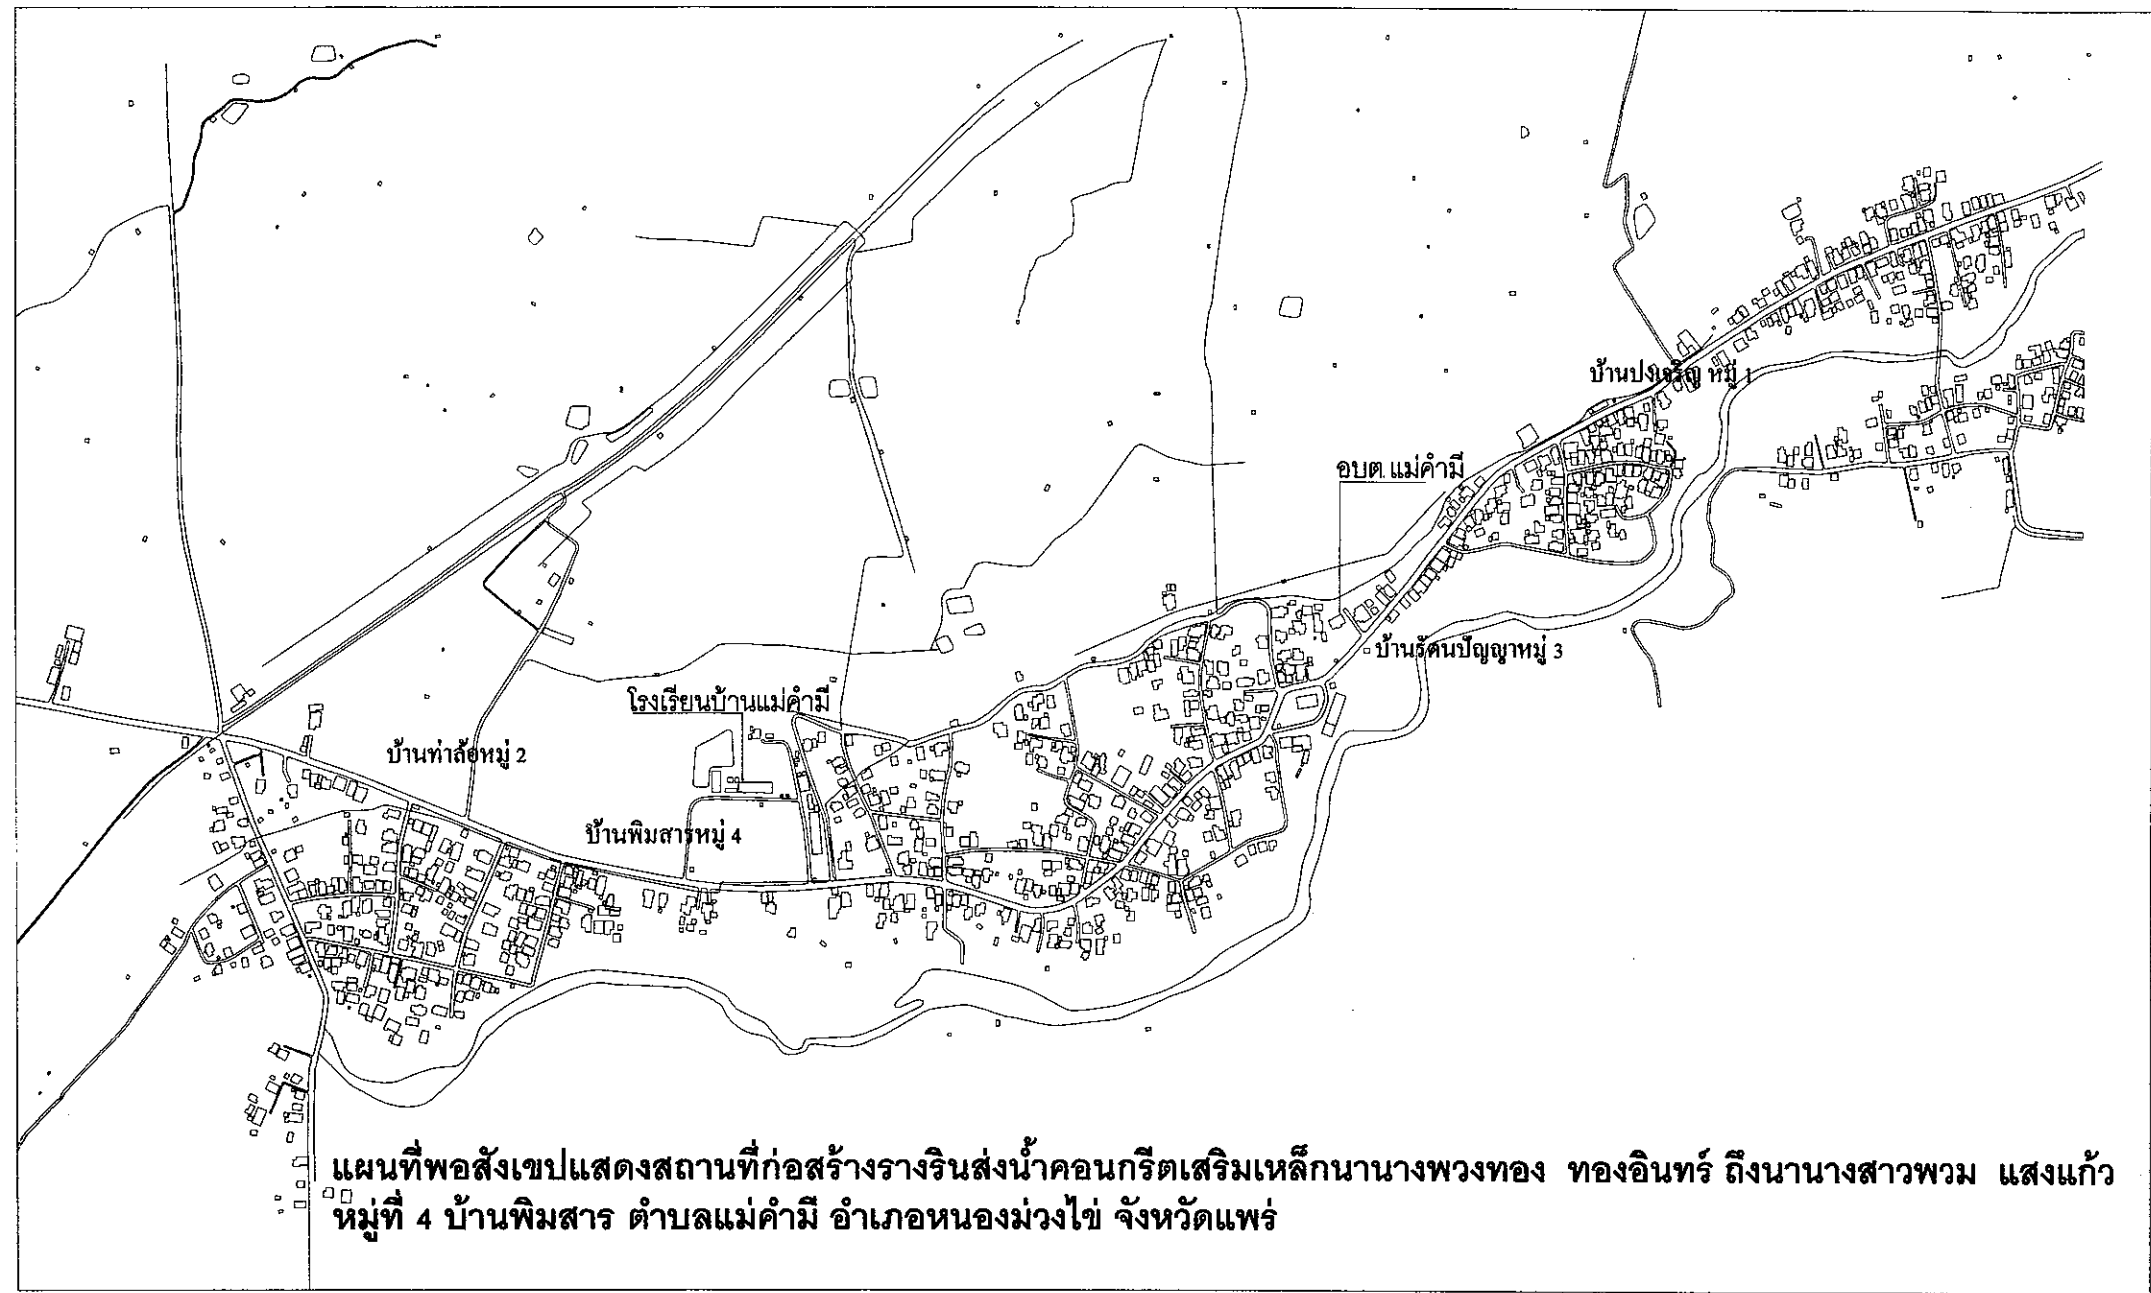 บ้านปงเจริญ หมู่ 1
อบต. แม่คำมี
บ้านรัตนปัญญาหมู่ 3
โรงเรียนบ้านแม่คำมี
บ้านท่าล้อหมู่ 2
บ้านพิมสารหมู่ 4
แผนที่พอสังเขปแสดงสถานที่ก่อสร้างรางรินส่งน้ำคอนกรีตเสริมเหล็กนานางพวงทอง ทองอินทร์ ถึงนานางสาวพวม แสงแก้ว
หมู่ที่ 4 บ้านพิมสาร ตำบลแม่คำมี อำเภอหนองม่วงไข่ จังหวัดแพร่